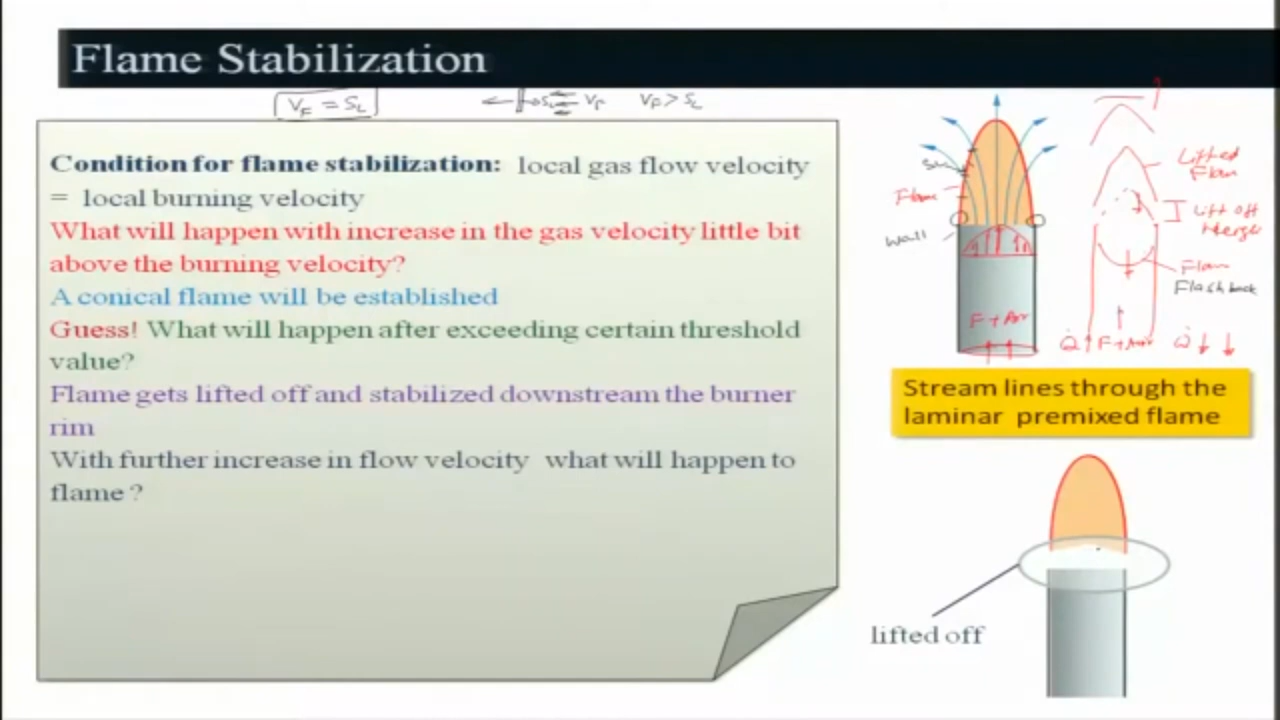 Flame Stabilization
V_F = S_L
S_L V_F V_F > S_L
Condition for flame stabilization: local gas flow velocity
= local burning velocity
What will happen with increase in the gas velocity little bit
above the burning velocity?
A conical flame will be established
Guess! What will happen after exceeding certain threshold
value?
Flame gets lifted off and stabilized downstream the burner
rim
With further increase in flow velocity what will happen to
flame ?
Flame
Wall
F + Air
Lifted
Flam
Lift off
Flam
Flash back
Q̇ F + Air Q̇
Stream lines through the
laminar premixed flame
lifted off